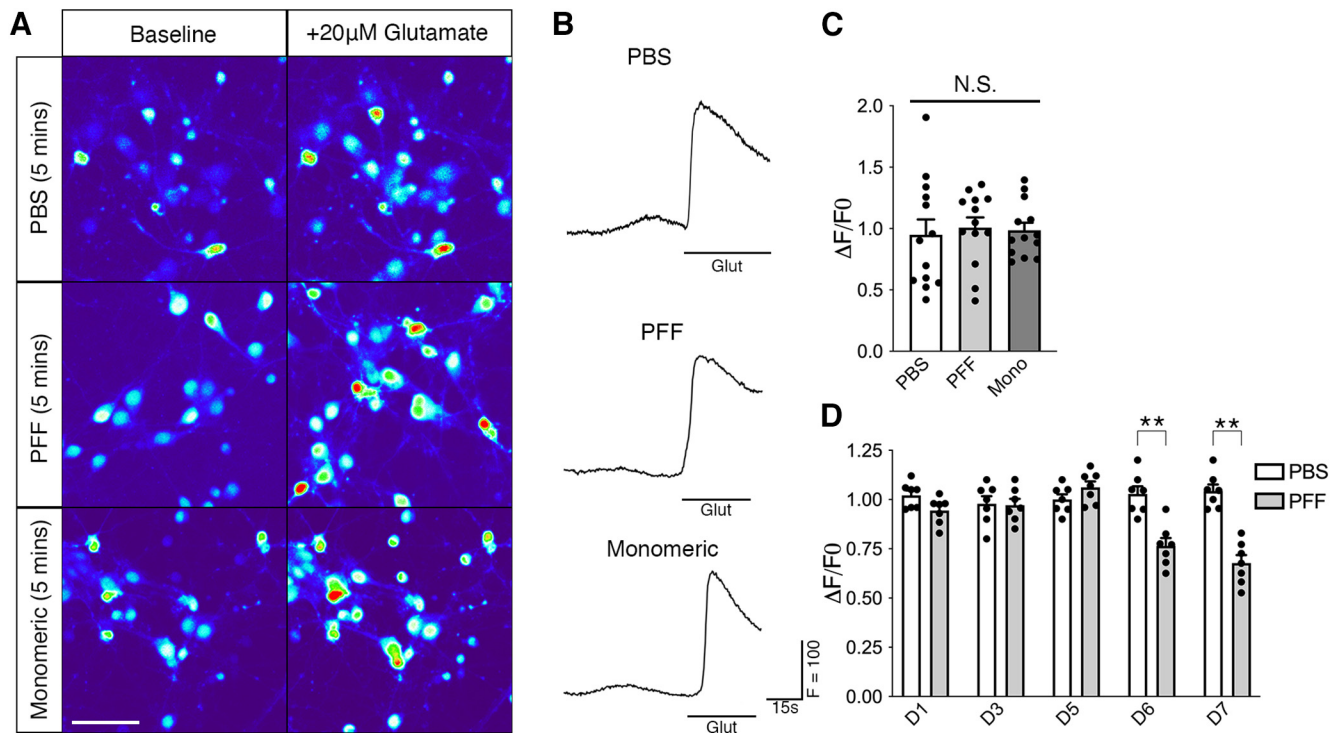 A
Baseline
+20µM Glutamate
PBS (5 mins)
PFF (5 mins)
Monomeric (5 mins)
B
PBS
Glut
PFF
Glut
Monomeric
Glut
15s
F = 100
C
N.S.
ΔF/F0
2.0
1.5
1.0
0.5
0.0
PBS
PFF
Mono
D
** **
ΔF/F0
1.25
1.00
0.75
0.50
0.25
0.00
D1 D3 D5 D6 D7
PBS
PFF